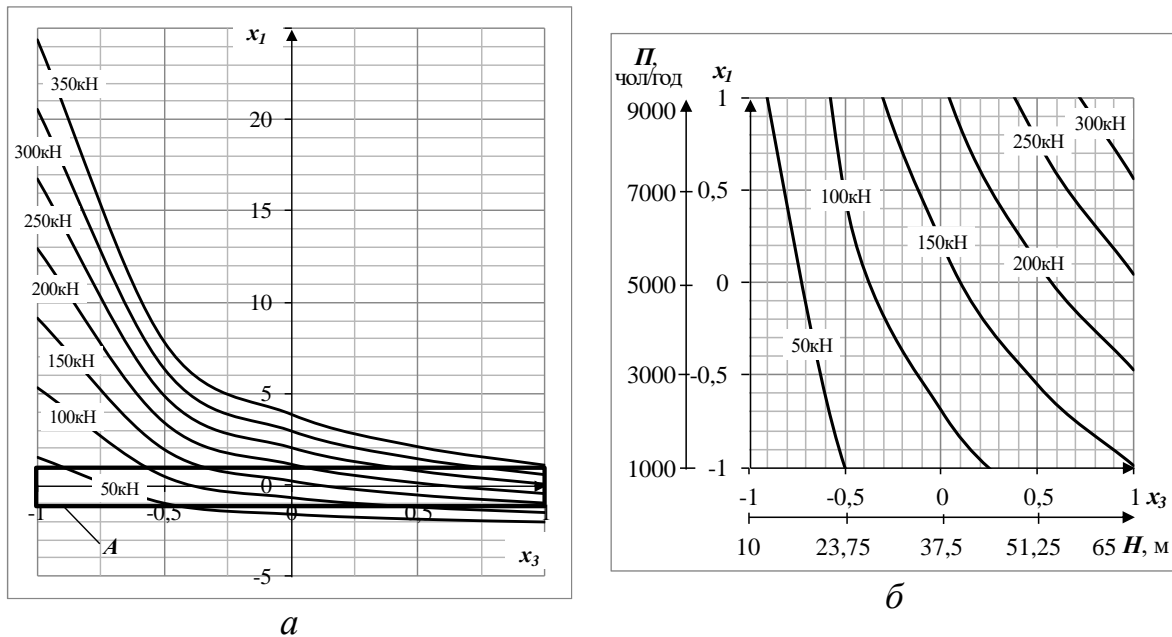 x₁
350кН
20
300кН
15
250кН
200кН
10
150кН
5
100кН
50кН
0
-1
-0,5
0
0,5
1
A
x₃
-5
а
П,
чол/год
x₁
9000
1
300кН
250кН
7000
0,5
100кН
150кН
200кН
5000
0
50кН
3000
-0,5
1000
-1
-1
-0,5
0
0,5
1
x₃
10
23,75
37,5
51,25
65
H, м
б